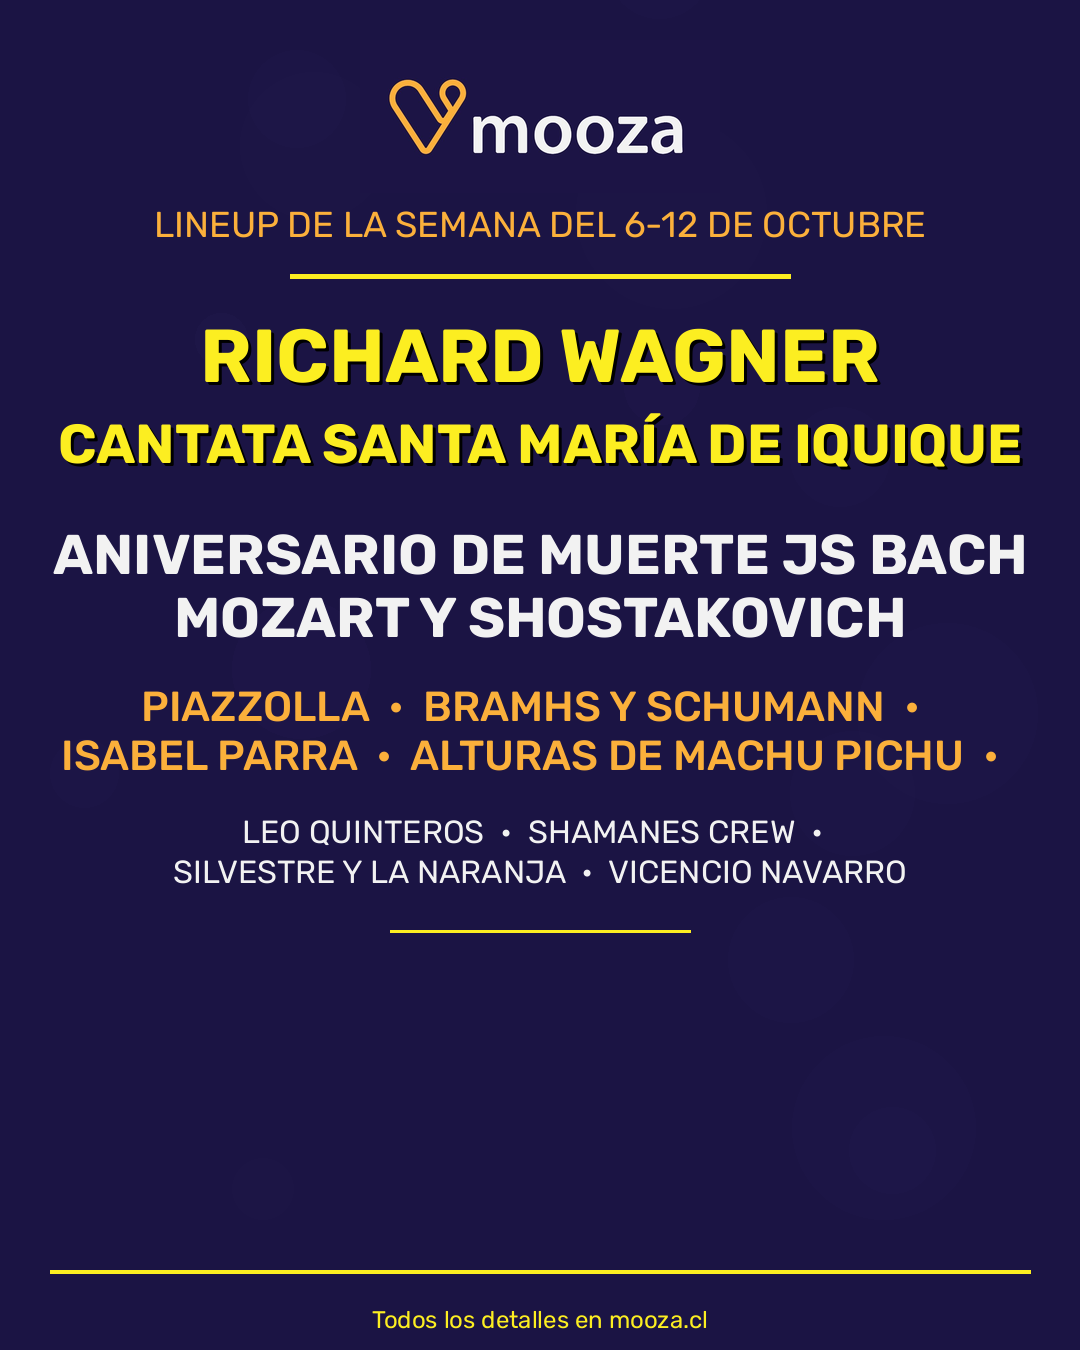 mooza
LINEUP DE LA SEMANA DEL 6-12 DE OCTUBRE
RICHARD WAGNER
CANTATA SANTA MARÍA DE IQUIQUE
ANIVERSARIO DE MUERTE JS BACH
MOZART Y SHOSTAKOVICH
PIAZZOLLA • BRAMHS Y SCHUMANN •
ISABEL PARRA • ALTURAS DE MACHU PICHU •
LEO QUINTEROS • SHAMANES CREW •
SILVESTRE Y LA NARANJA • VICENCIO NAVARRO
Todos los detalles en mooza.cl